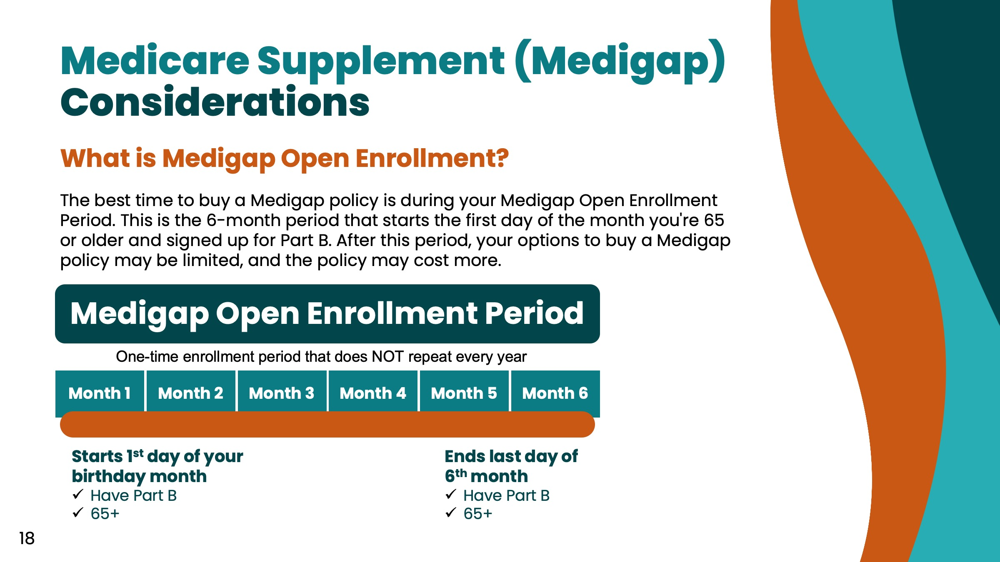 Medicare Supplement (Medigap)
Considerations
What is Medigap Open Enrollment?
The best time to buy a Medigap policy is during your Medigap Open Enrollment
Period. This is the 6-month period that starts the first day of the month you're 65
or older and signed up for Part B. After this period, your options to buy a Medigap
policy may be limited, and the policy may cost more.
Medigap Open Enrollment Period
One-time enrollment period that does NOT repeat every year
Month 1 Month 2 Month 3 Month 4 Month 5 Month 6
Starts 1st day of your
birthday month
✓ Have Part B
✓ 65+
Ends last day of
6th month
✓ Have Part B
✓ 65+
18